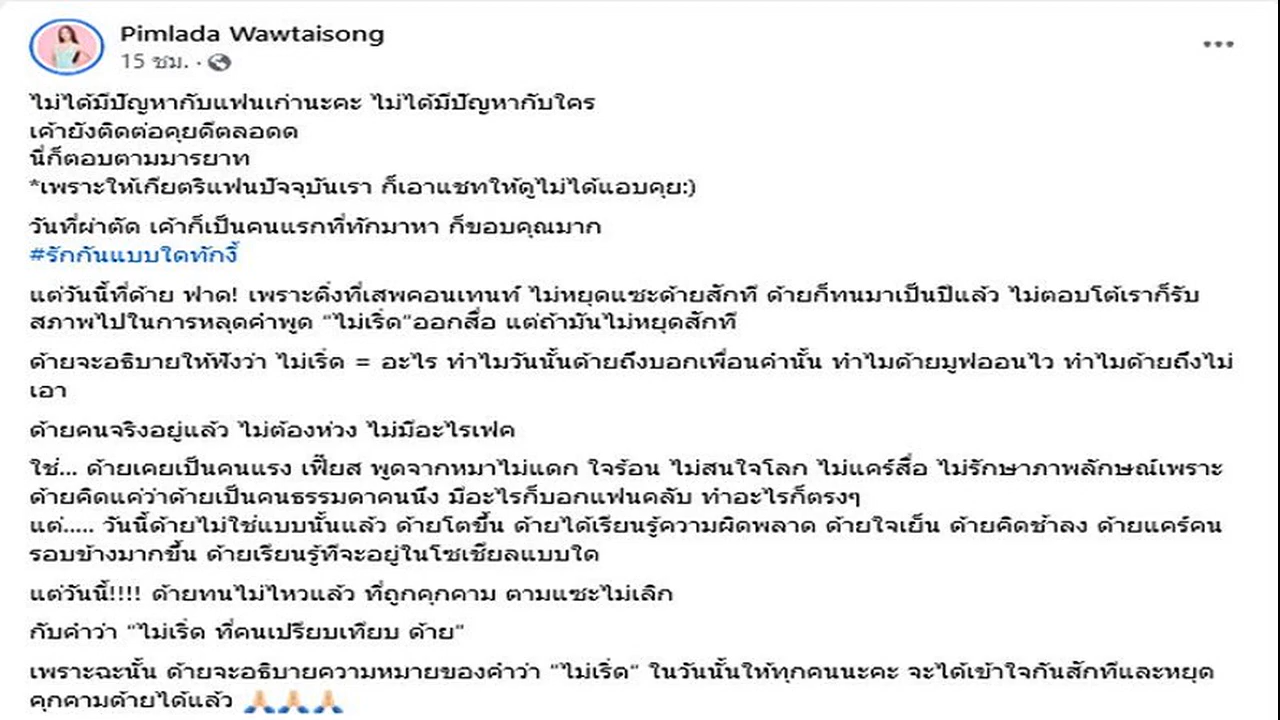 Pimlada Wawtaisong
15 ชม. ·
ไม่ได้มีปัญหากับแฟนเก่านะคะ ไม่ได้มีปัญหากับใคร
เค้ายังติดต่อคุยดีตลอดด
นี่ก็ตอบตามมารยาท
*เพราะให้เกียตริแฟนปัจจุบันเรา ก็เอาแชทให้ดูไม่ได้แอบคุย:)
วันที่ผ่าตัด เค้าก็เป็นคนแรกที่ทักมาหา ก็ขอบคุณมาก
#รักกันแบบใดทักงี้
แต่วันนี้ที่ด้าย ฟาด! เพราะติ่งที่เสพคอนเทนท์ ไม่หยุดแซะด้ายสักที ด้ายก็ทนมาเป็นปีแล้ว ไม่ตอบโต้เราก็รับ
สภาพไปในการหลุดคำพูด “ไม่เริ่ด”ออกสื่อ แต่ถ้ามันไม่หยุดสักที
ด้ายจะอธิบายให้ฟังว่า ไม่เริ่ด = อะไร ทำไมวันนั้นด้ายถึงบอกเพื่อนคำนั้น ทำไมด้ายมูฟออนไว ทำไมด้ายถึงไม่
เอา
ด้ายคนจริงอยู่แล้ว ไม่ต้องห่วง ไม่มีอะไรเฟค
ใช่... ด้ายเคยเป็นคนแรง เฟี๊ยส พูดจากหมาไม่แดก ใจร้อน ไม่สนใจโลก ไม่แคร์สื่อ ไม่รักษาภาพลักษณ์เพราะ
ด้ายคิดแค่ว่าด้ายเป็นคนธรรมดาคนนึง มีอะไรก็บอกแฟนคลับ ทำอะไรก็ตรงๆ
แต่..... วันนี้ด้ายไม่ใช่แบบนั้นแล้ว ด้ายโตขึ้น ด้ายได้เรียนรู้ความผิดพลาด ด้ายใจเย็น ด้ายคิดช้าลง ด้ายแคร์คน
รอบข้างมากขึ้น ด้ายเรียนรู้ที่จะอยู่ในโซเชียลแบบใด
แต่วันนี้!!!! ด้ายทนไม่ไหวแล้ว ที่ถูกคุกคาม ตามแซะไม่เลิก
กับคำว่า “ไม่เริ่ด ที่คนเปรียบเทียบ ด้าย”
เพราะฉะนั้น ด้ายจะอธิบายความหมายของคำว่า “ไม่เริ่ด” ในวันนั้นให้ทุกคนนะคะ จะได้เข้าใจกันสักทีและหยุด
คุกคามด้ายได้แล้ว 🙏🏻🙏🏻🙏🏻